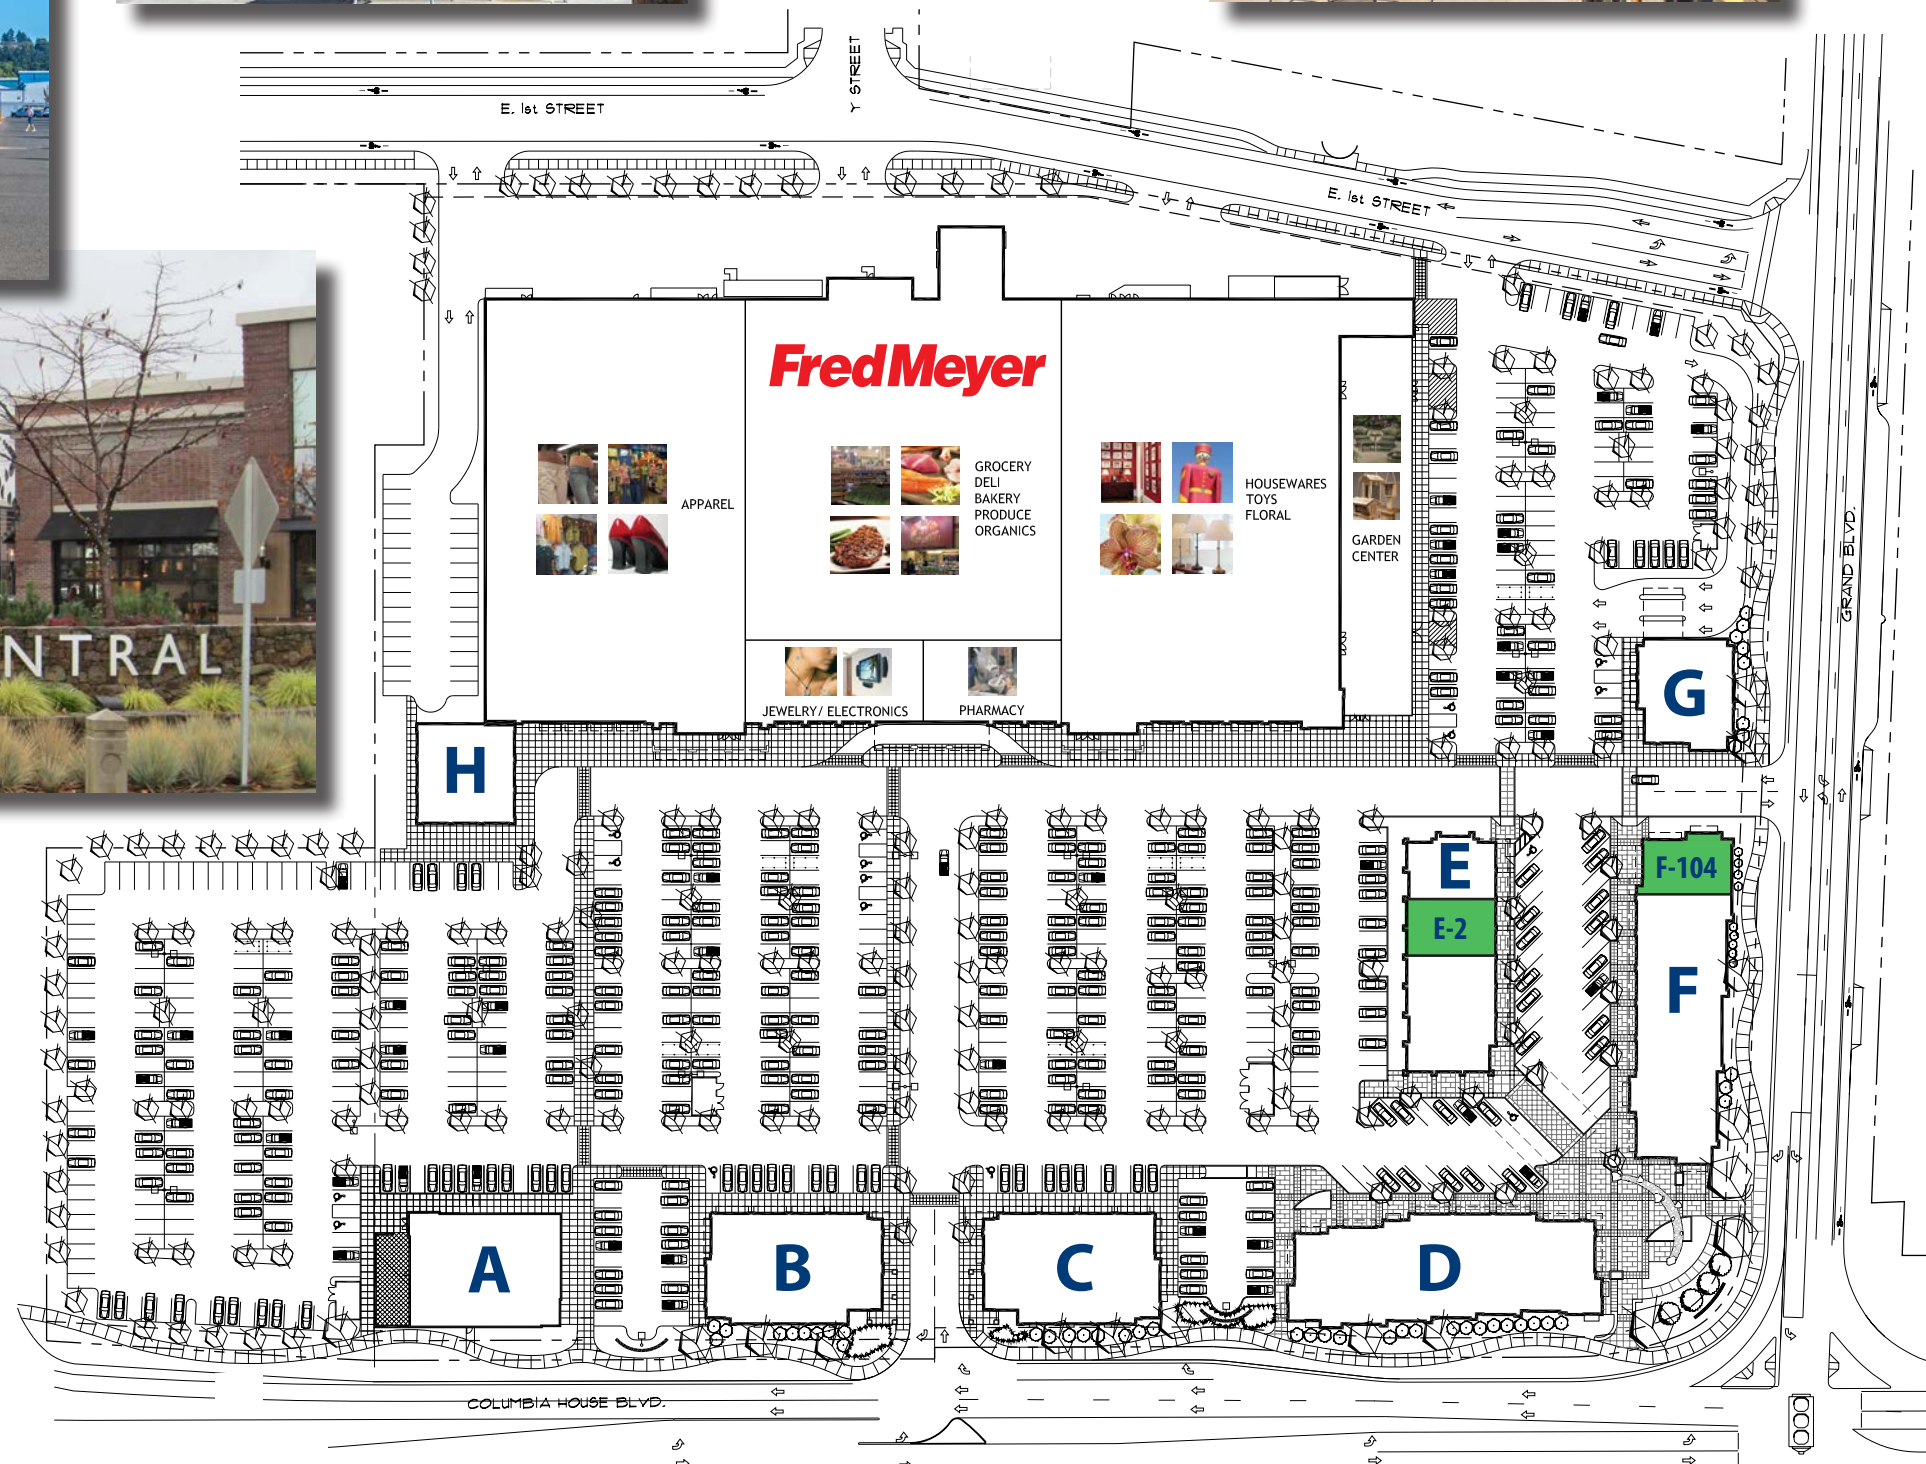 Y STREET
E. 1st STREET
E. 1st STREET
FredMeyer
APPAREL
GROCERY
DELI
BAKERY
PRODUCE
ORGANICS
HOUSEWARES
TOYS
FLORAL
GARDEN
CENTER
GRAND BLVD.
NTRAL
JEWELRY/ ELECTRONICS
PHARMACY
G
H
E
F-104
E-2
F
A
B
C
D
COLUMBIA HOUSE BLVD.